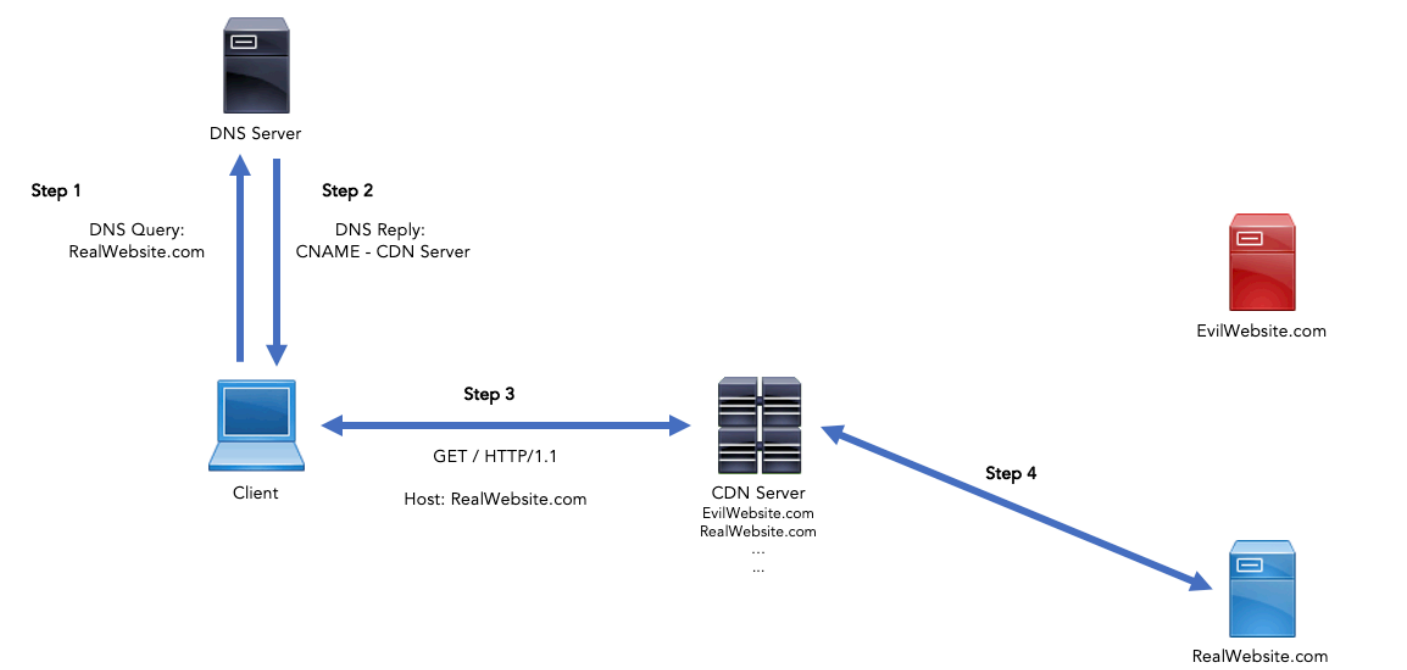 DNS Server
Step 1
Step 2
DNS Query:
RealWebsite.com
DNS Reply:
CNAME - CDN Server
EvilWebsite.com
Step 3
GET / HTTP/1.1
Host: RealWebsite.com
Client
CDN Server
EvilWebsite.com
RealWebsite.com
...
...
Step 4
RealWebsite.com